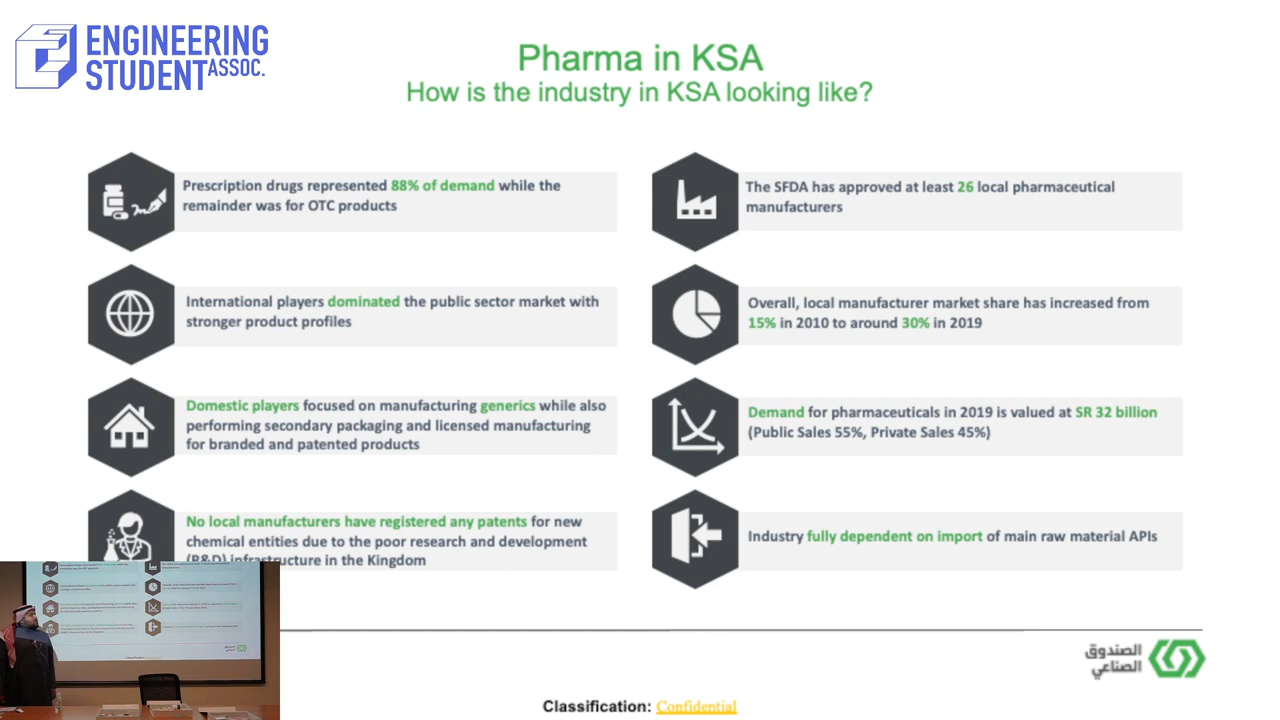 ENGINEERING
STUDENT ASSOC.
Pharma in KSA
How is the industry in KSA looking like?
Prescription drugs represented 88% of demand while the
remainder was for OTC products
International players dominated the public sector market with
stronger product profiles
Domestic players focused on manufacturing generics while also
performing secondary packaging and licensed manufacturing
for branded and patented products
No local manufacturers have registered any patents for new
chemical entities due to the poor research and development
(R&D) infrastructure in the Kingdom
The SFDA has approved at least 26 local pharmaceutical
manufacturers
Overall, local manufacturer market share has increased from
15% in 2010 to around 30% in 2019
Demand for pharmaceuticals in 2019 is valued at SR 32 billion
(Public Sales 55%, Private Sales 45%)
Industry fully dependent on import of main raw material APIs
الصندوق
الصناعي
Classification: Confidential